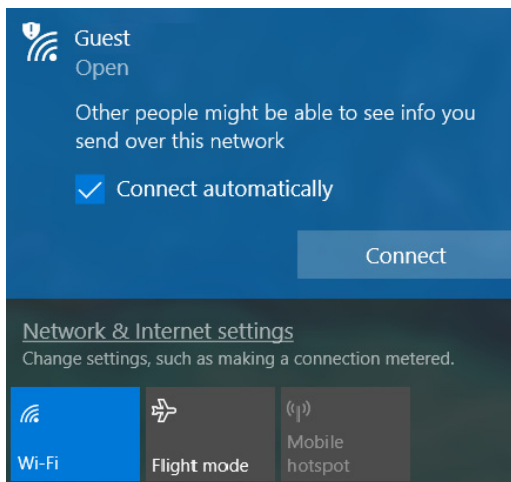 Guest
Open
Other people might be able to see info you
send over this network
Connect automatically
Connect
Network & Internet settings
Change settings, such as making a connection metered.
Wi-Fi
Flight mode
Mobile
hotspot